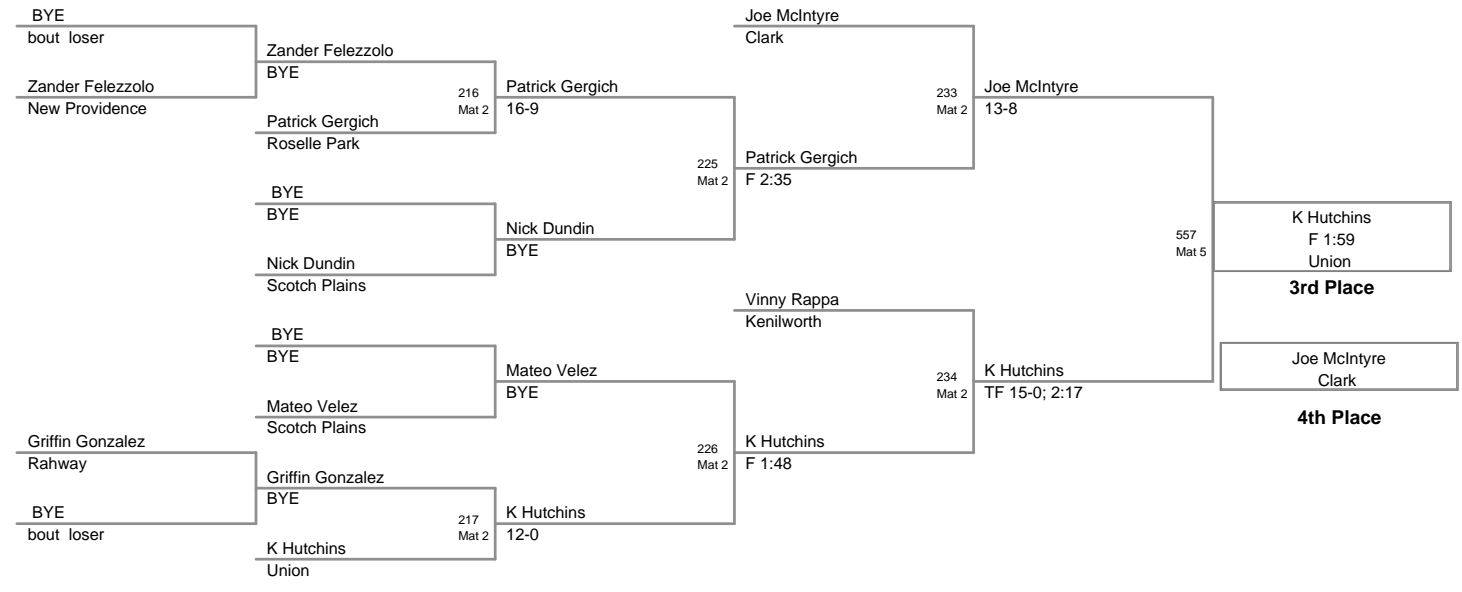 BYE
bout  loser
Zander Felezzolo
New Providence
Zander Felezzolo
BYE
Patrick Gergich
Roselle Park
216
Mat 2
Patrick Gergich
16-9
BYE
BYE
Nick Dundin
Scotch Plains
Nick Dundin
BYE
225
Mat 2
Joe McIntyre
Clark
Patrick Gergich
F 2:35
233
Mat 2
Joe McIntyre
13-8
BYE
BYE
Mateo Velez
Scotch Plains
Mateo Velez
BYE
Griffin Gonzalez
Rahway
BYE
bout  loser
Griffin Gonzalez
BYE
K Hutchins
Union
217
Mat 2
K Hutchins
12-0
226
Mat 2
Vinny Rappa
Kenilworth
K Hutchins
F 1:48
234
Mat 2
K Hutchins
TF 15-0; 2:17
557
Mat 5
K Hutchins
F 1:59
Union
3rd Place
Joe McIntyre
Clark
4th Place